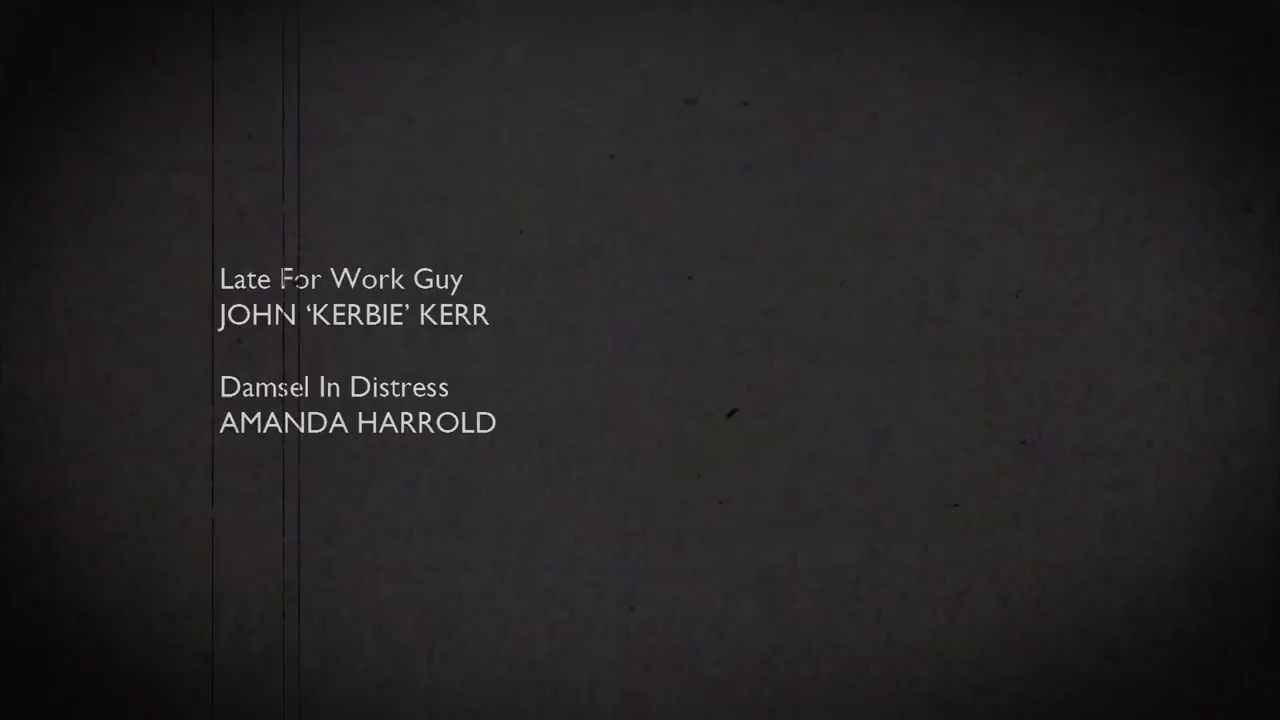 Late For Work Guy
JOHN ‘KERBIE’ KERR
Damsel In Distress
AMANDA HARROLD